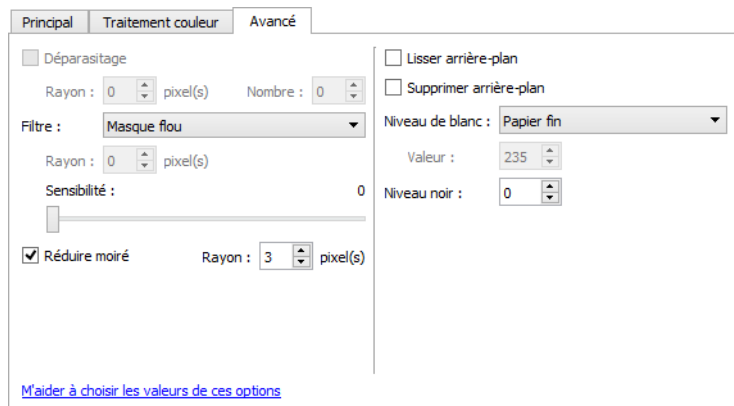 Principal Traitement couleur Avancé
Déparasitage
Rayon : 0 pixel(s) Nombre : 0
Filtre : Masque flou
Rayon : 0 pixel(s)
Sensibilité : 0
Réduire moiré Rayon : 3 pixel(s)
M'aider à choisir les valeurs de ces options
Lisser arrière-plan
Supprimer arrière-plan
Niveau de blanc : Papier fin
Valeur : 235
Niveau noir : 0